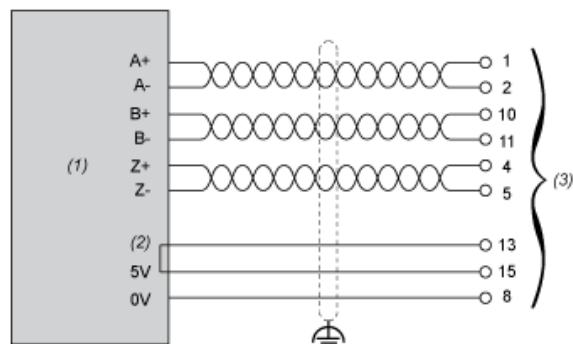 A+ 1
A- 2
B+ 10
B- 11
(1) Z+ 4 (3)
Z- 5
(2) 13
5V 15
0V 8